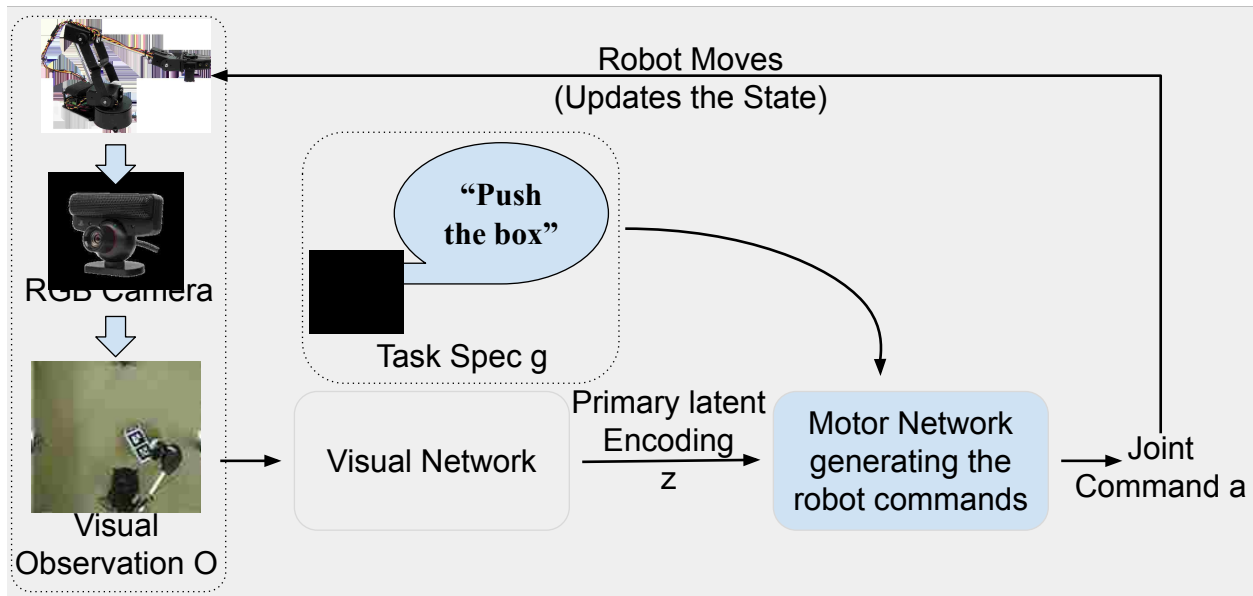 Robot Moves
(Updates the State)
RGB Camera
Visual
Observation O
“Push
the box”
Task Spec g
Visual Network
Primary latent
Encoding
z
Motor Network
generating the
robot commands
Joint
Command a